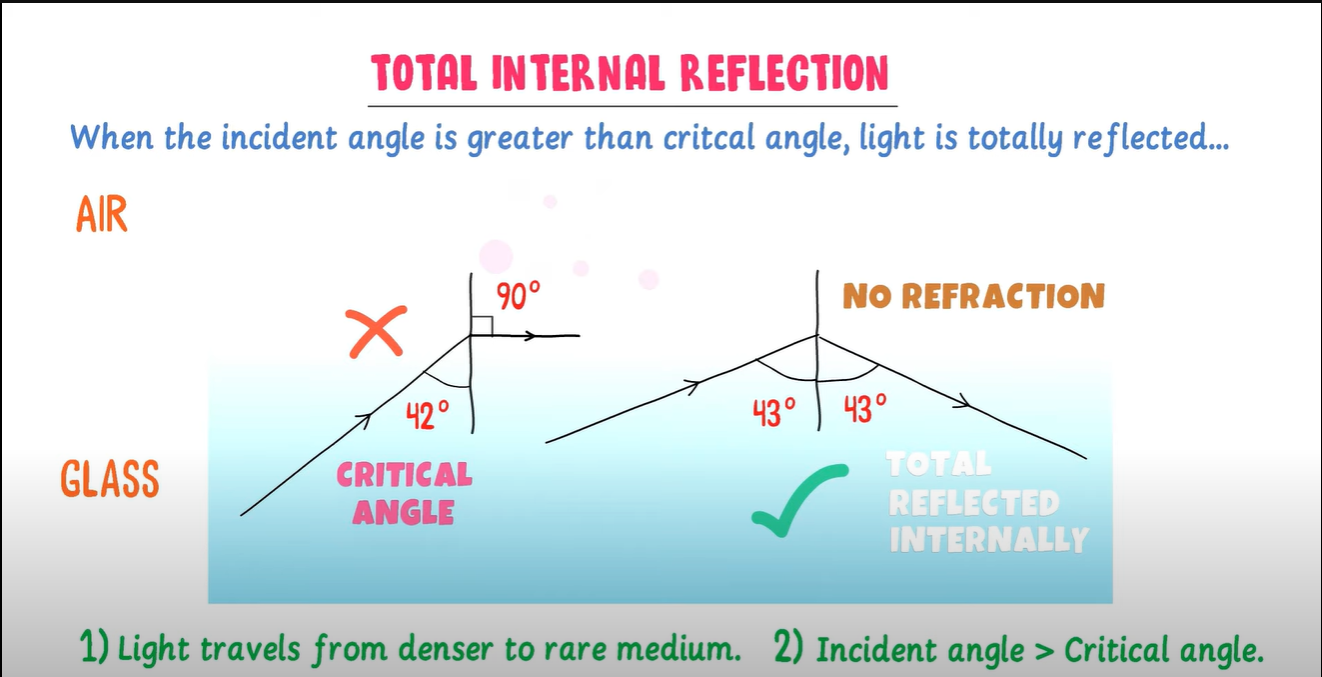 TOTAL INTERNAL REFLECTION
When the incident angle is greater than critcal angle, light is totally reflected...
AIR
90°
NO REFRACTION
42°
43°
43°
GLASS
CRITICAL
ANGLE
TOTAL
REFLECTED
INTERNALLY
1) Light travels from denser to rare medium. 2) Incident angle > Critical angle.